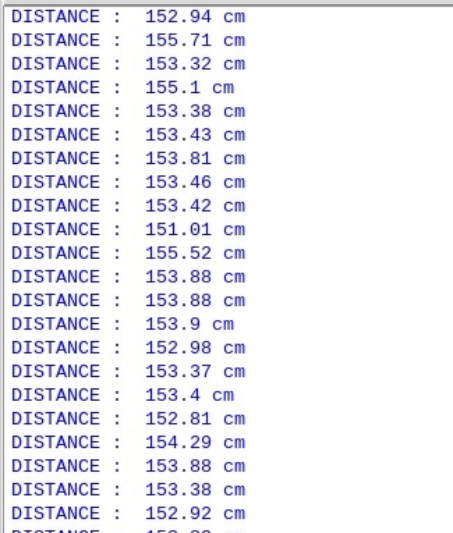 DISTANCE :  152.94 cm
DISTANCE :  155.71 cm
DISTANCE :  153.32 cm
DISTANCE :  155.1 cm
DISTANCE :  153.38 cm
DISTANCE :  153.43 cm
DISTANCE :  153.81 cm
DISTANCE :  153.46 cm
DISTANCE :  153.42 cm
DISTANCE :  151.01 cm
DISTANCE :  155.52 cm
DISTANCE :  153.88 cm
DISTANCE :  153.88 cm
DISTANCE :  153.9 cm
DISTANCE :  152.98 cm
DISTANCE :  153.37 cm
DISTANCE :  153.4 cm
DISTANCE :  152.81 cm
DISTANCE :  154.29 cm
DISTANCE :  153.88 cm
DISTANCE :  153.38 cm
DISTANCE :  152.92 cm